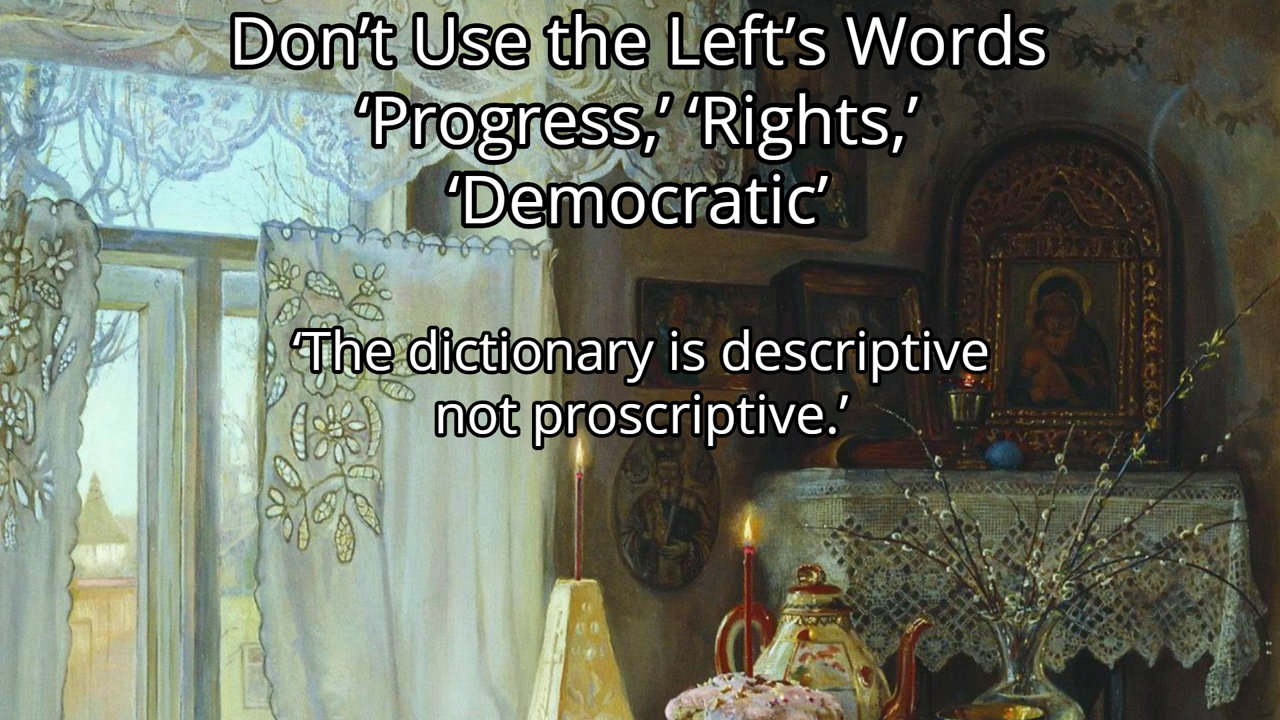 Don’t Use the Left’s Words
‘Progress,’ ‘Rights,’
‘Democratic’
‘The dictionary is descriptive
not proscriptive.’